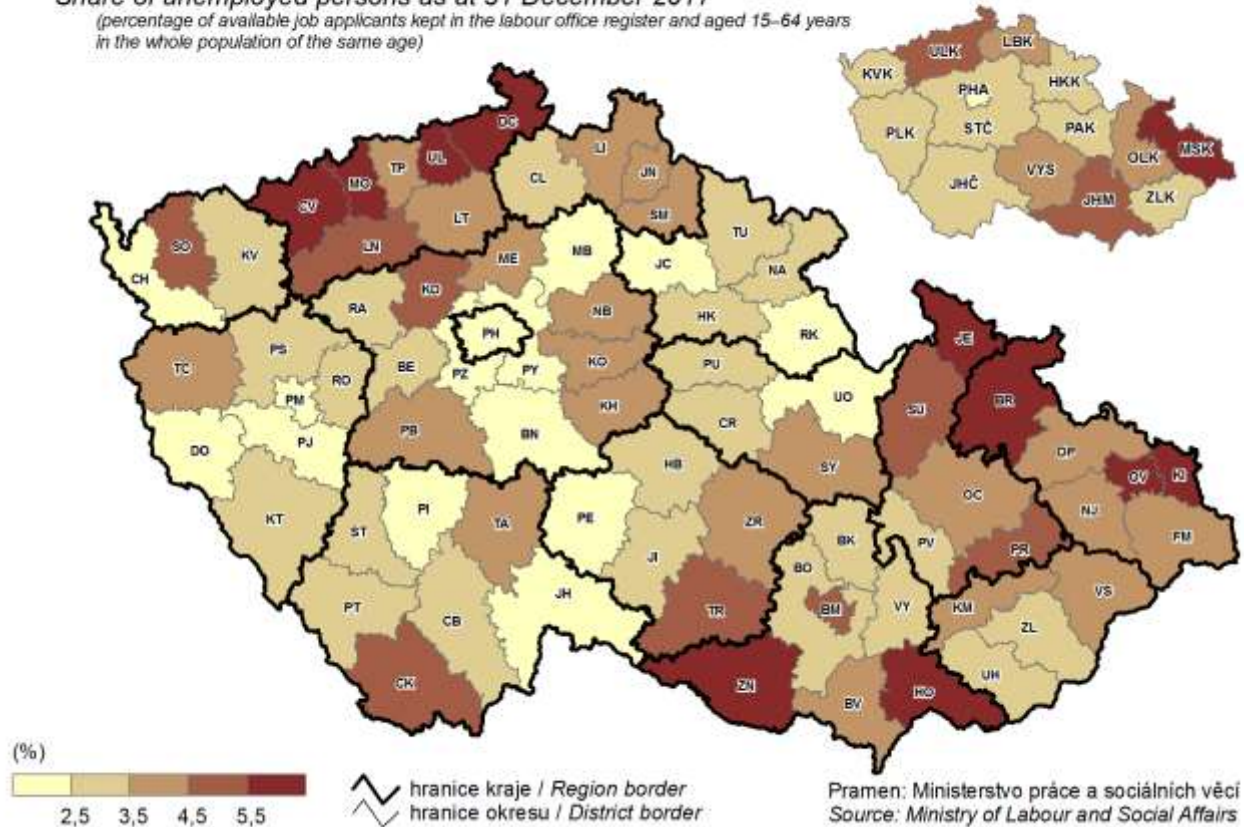 Share of unemployed persons as at 31 December 2017
(percentage of available job applicants kept in the labour office register and aged 15–64 years
in the whole population of the same age)
ULK
LBK
KVK
HKK
PHA
PLK
STČ
PAK
MSK
OLK
VYS
JHČ
JHM
ZLK
DC
UL
LI
TP
MO
CL
JN
CV
LT
SM
TU
SO
LN
KV
MB
JC
ME
NA
CH
KD
RA
NB
HK
RK
PH
JE
PS
TC
BE
PZ
PY
KO
PU
RO
PM
UO
SU
BR
KH
CR
PB
BN
PJ
DO
OP
HB
SY
OV
KI
OC
KT
ST
PI
TA
PE
ZR
NJ
FM
BK
PV
PR
JI
BO
JH
VS
PT
CB
TR
BM
VY
KM
ZL
CK
ZN
HO
UH
BV
(%)
2,5 3,5 4,5 5,5
hranice kraje / Region border
hranice okresu / District border
Pramen: Ministerstvo práce a sociálních věcí
Source: Ministry of Labour and Social Affairs